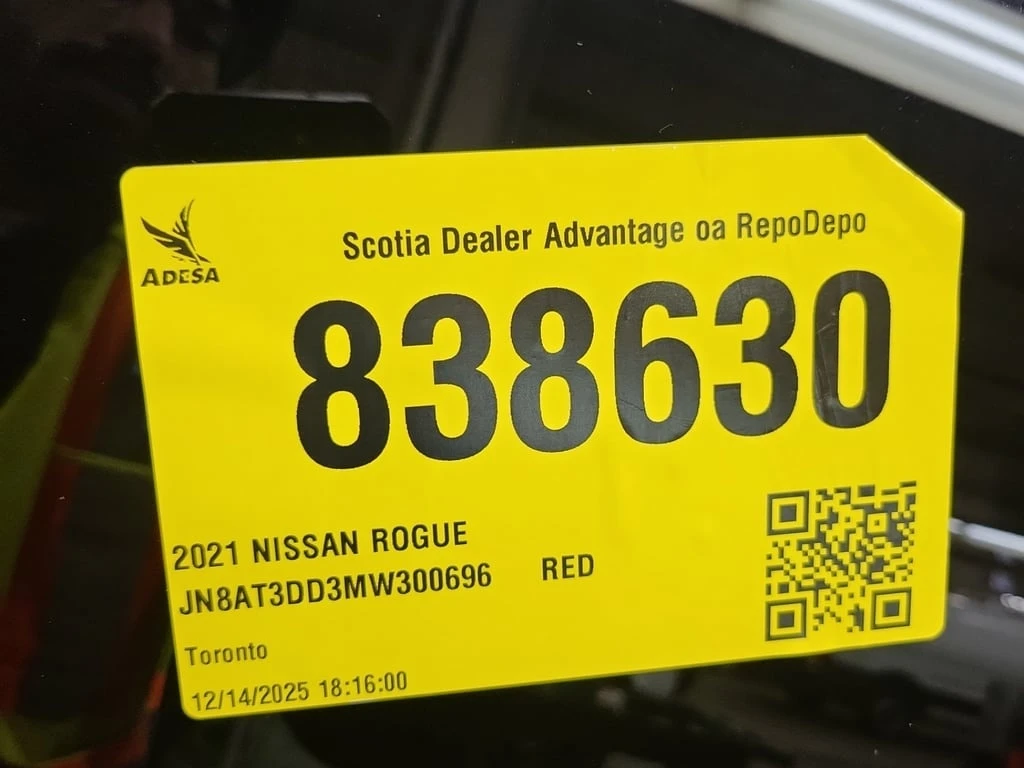 ADESA
Scotia Dealer Advantage oa RepoDepo
838630
2021 NISSAN ROGUE
JN8AT3DD3MW300696 RED
Toronto
12/14/2025 18:16:00